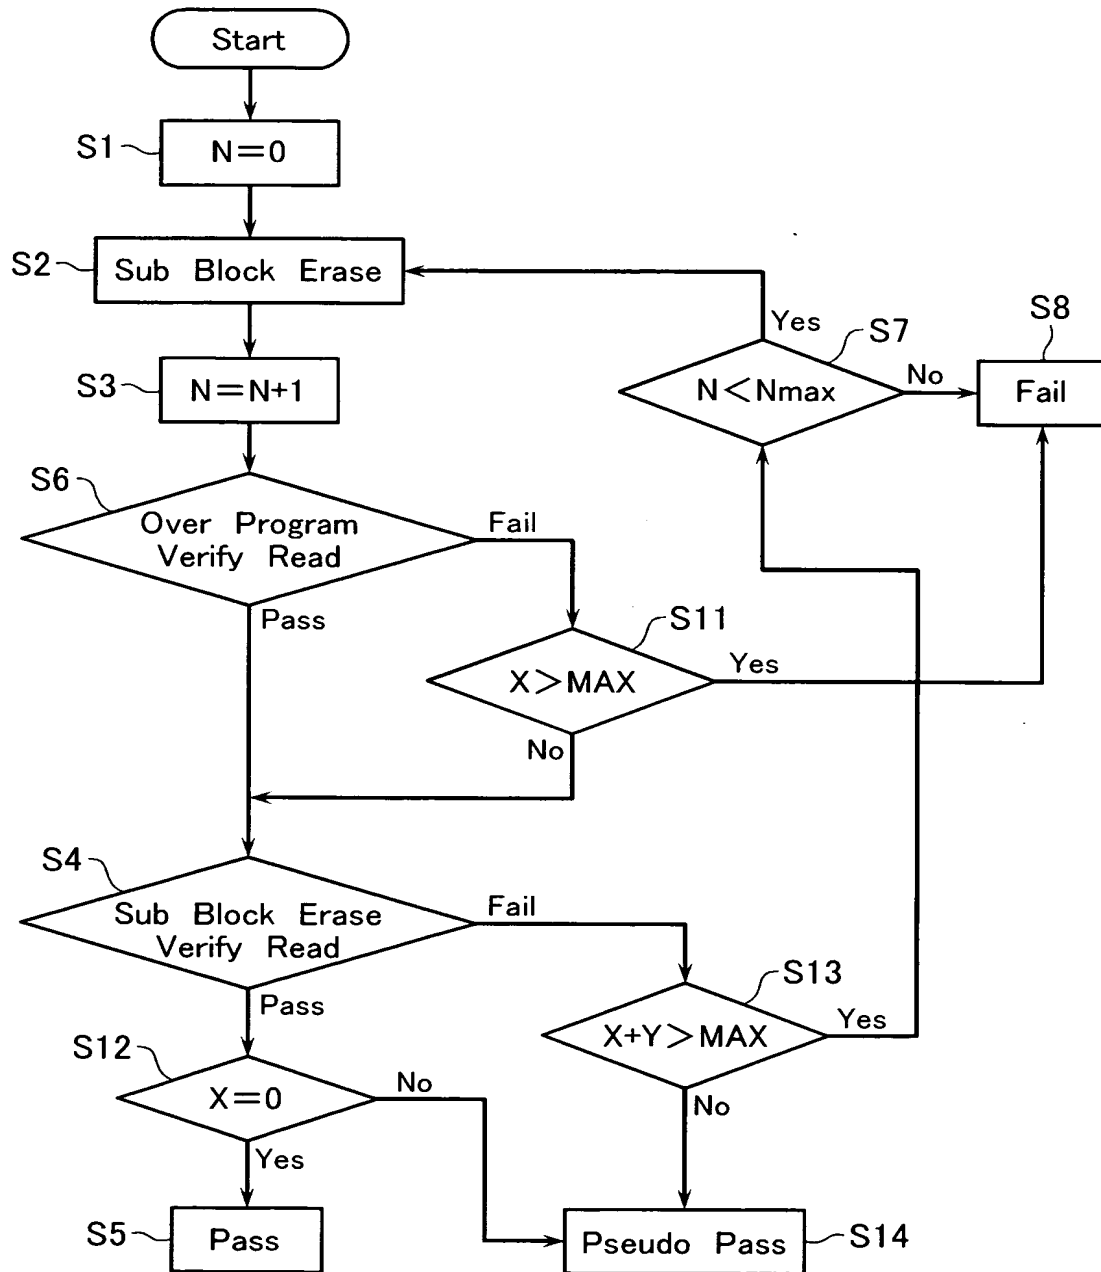 Start
S1
N=0
S2
Sub Block Erase
S3
N=N+1
S7
Yes
N<Nmax
No
S8
Fail
S6
Over Program
Verify Read
Fail
Pass
S11
X>MAX
Yes
No
S4
Sub Block Erase
Verify Read
Fail
Pass
S13
X+Y>MAX
Yes
No
S12
X=0
No
Yes
S5
Pass
Pseudo Pass
S14